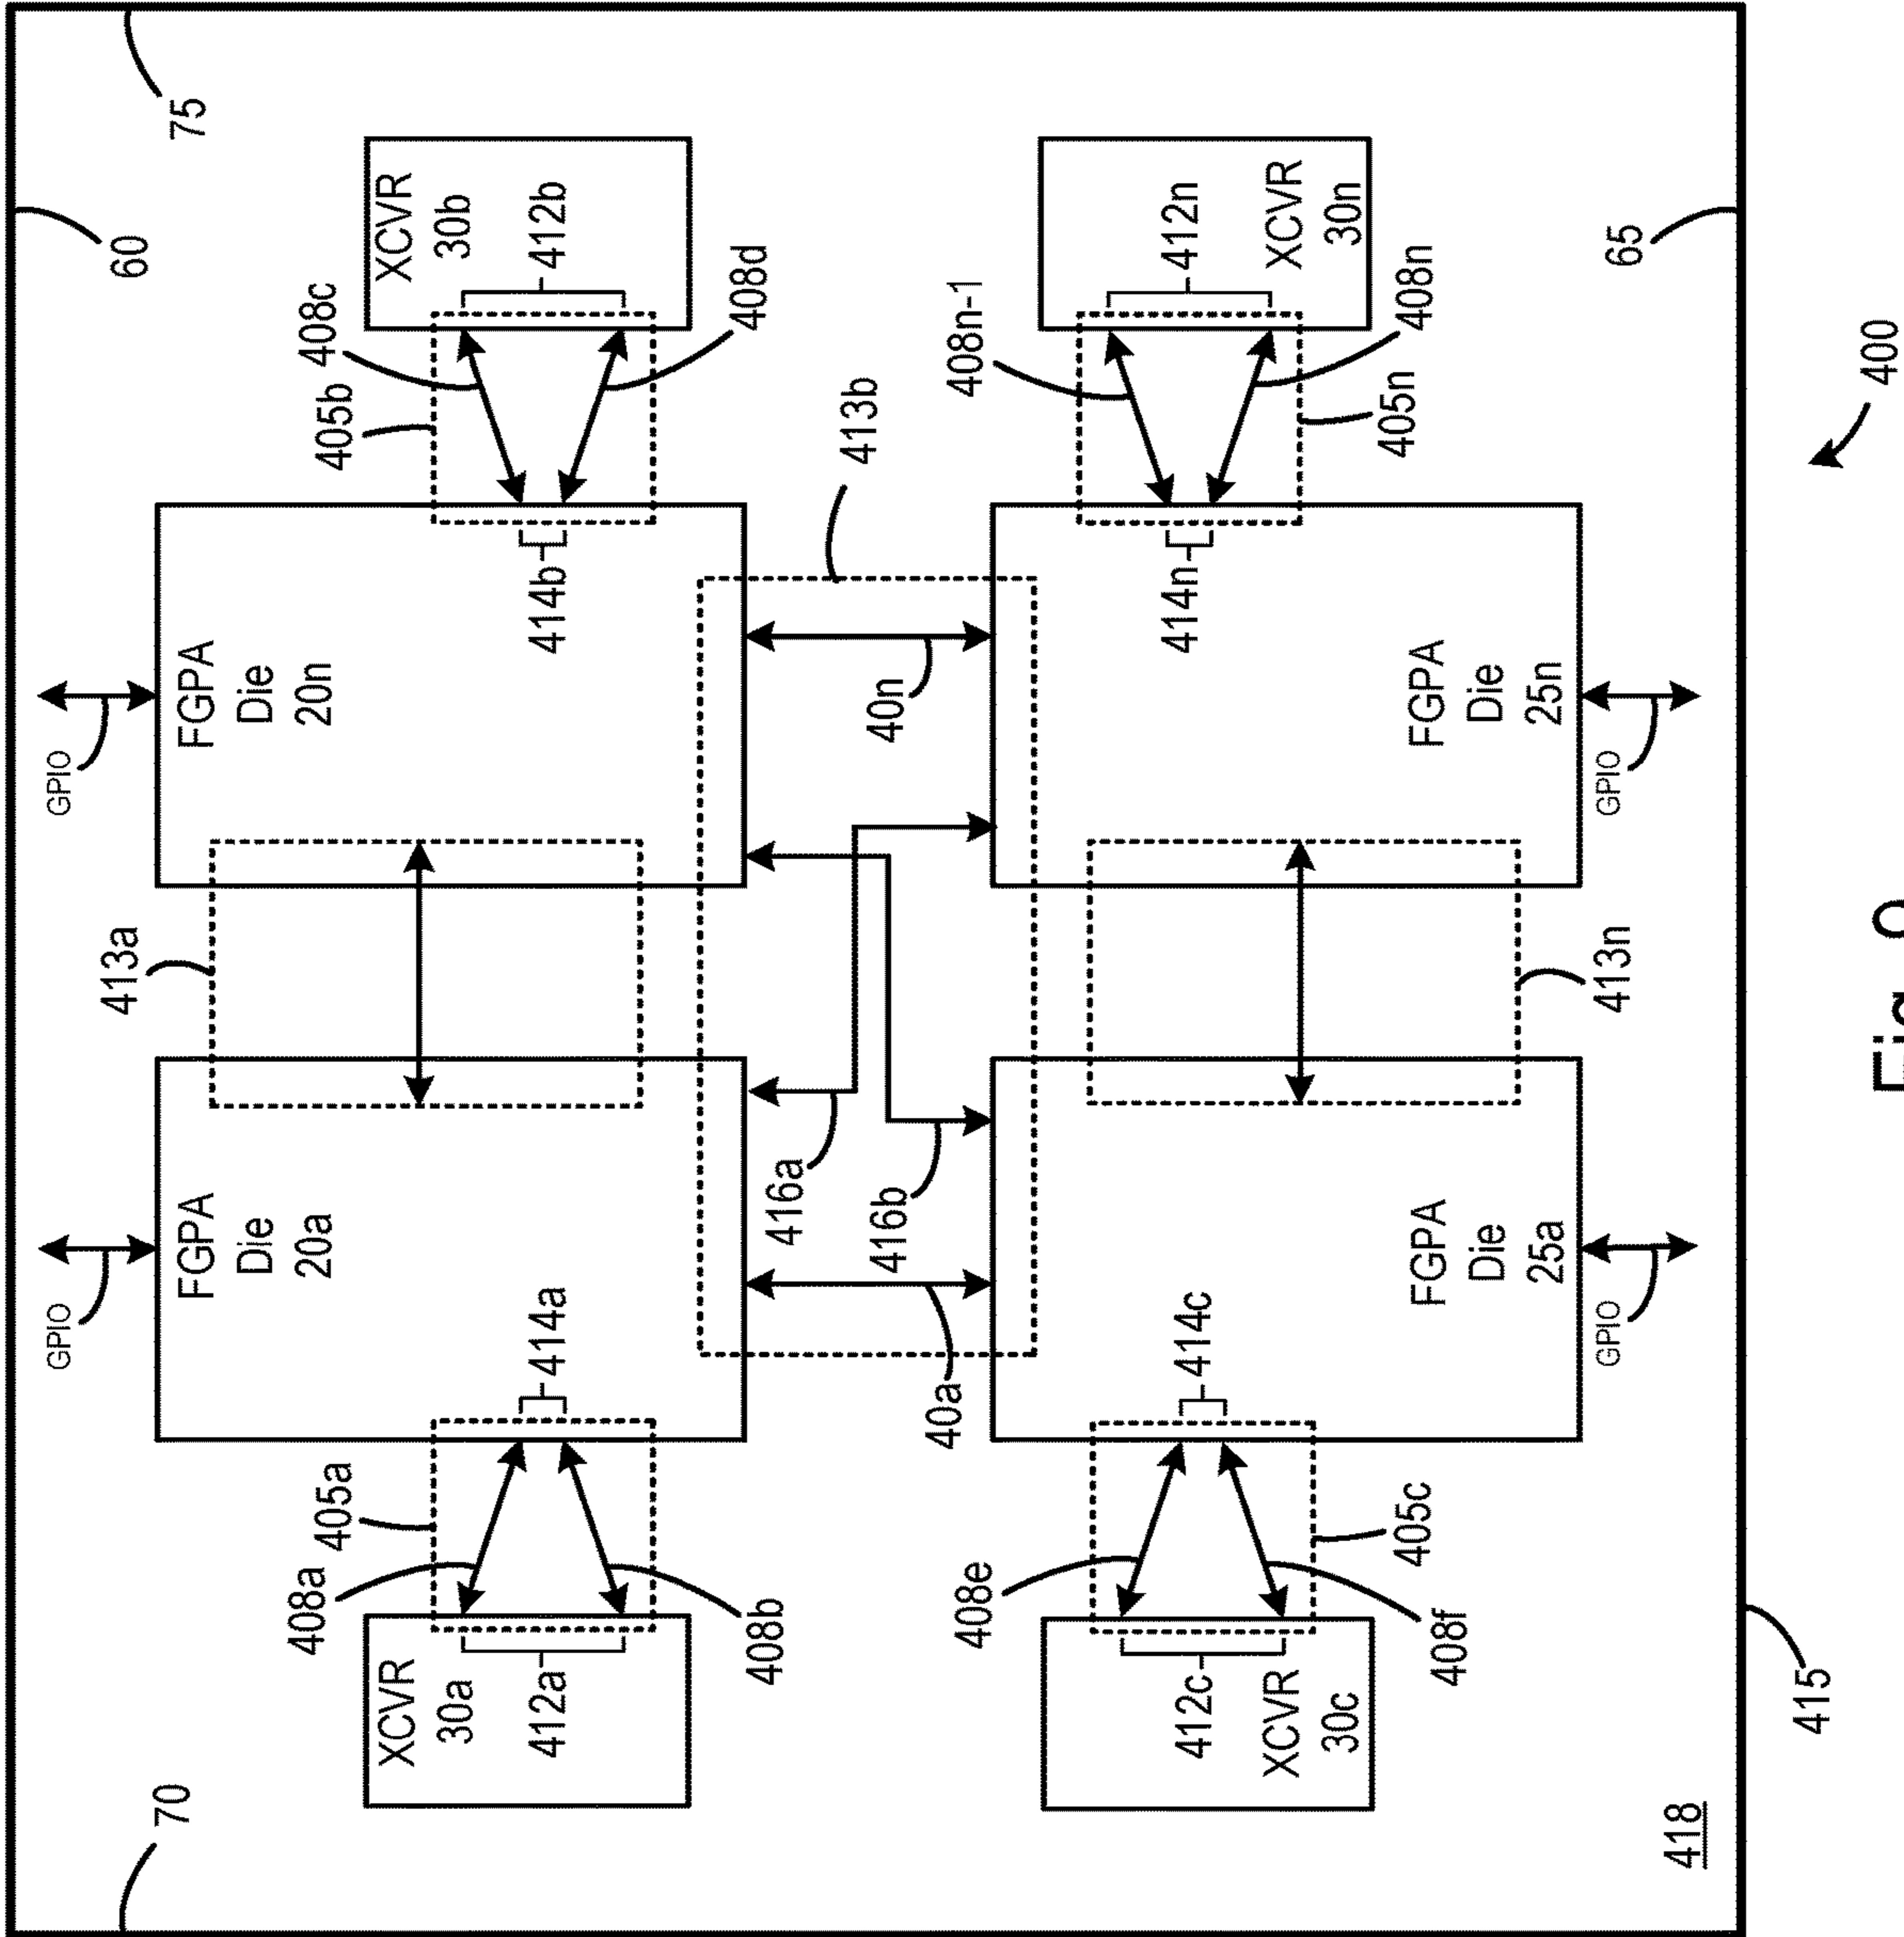 70
75
60
GPIO
GPIO
413a
FGPA
Die
20a
FGPA
Die
20n
408a
405a
405b
408c
XCVR
30a
412a
414a
414b
XCVR
30b
412b
408b
408d
416a
413b
416b
40a
40n
408e
408n-1
412c
XCVR
30c
414c
414n
412n
XCVR
30n
408f
405c
405n
408n
FGPA
Die
25a
FGPA
Die
25n
GPIO
413n
GPIO
418
65
415
400
Fig.